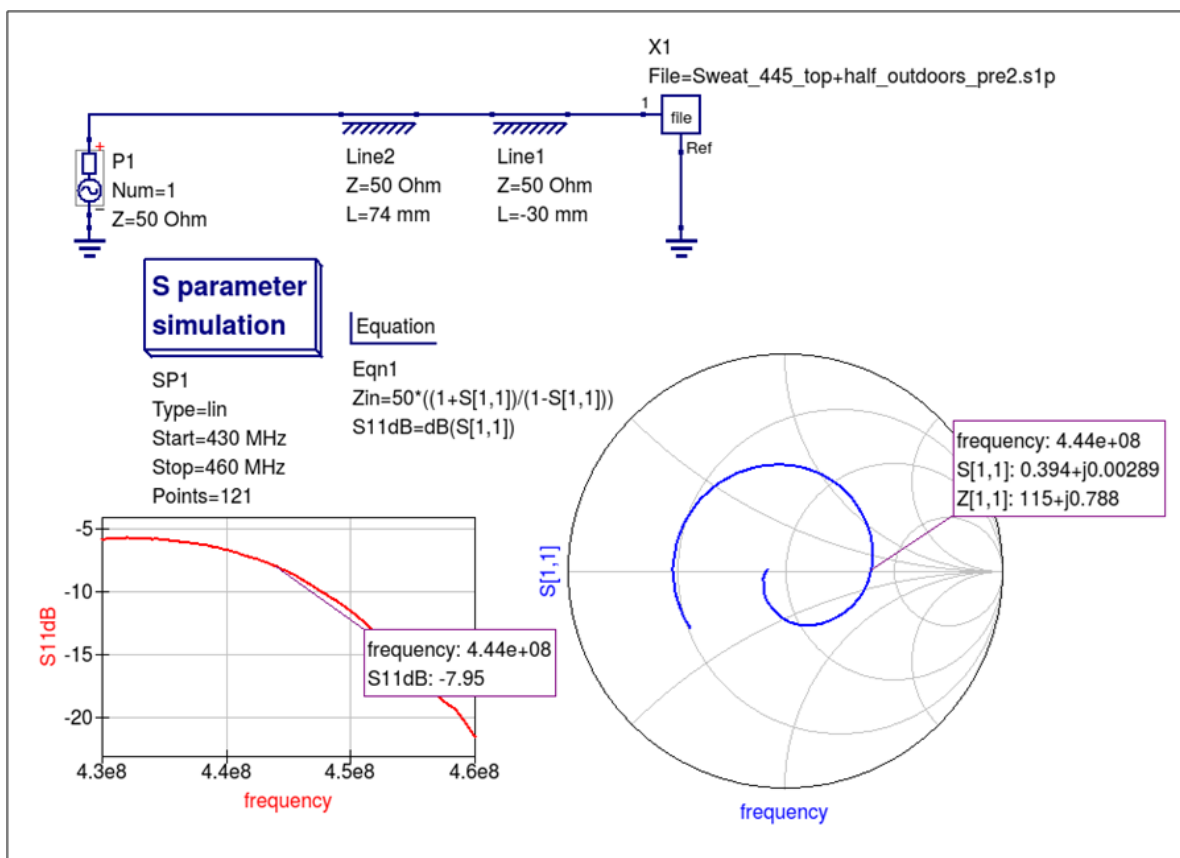 X1
File=Sweat_445_top+half_outdoors_pre2.s1p
1
file
Ref
+
P1
Num=1
Z=50 Ohm
Line2
Z=50 Ohm
L=74 mm
Line1
Z=50 Ohm
L=-30 mm
S parameter
simulation
SP1
Type=lin
Start=430 MHz
Stop=460 MHz
Points=121
Equation
Eqn1
Zin=50*((1+S[1,1])/(1-S[1,1]))
S11dB=dB(S[1,1])
-5
-10
-15
-20
S11dB
4.3e8
4.4e8
4.5e8
4.6e8
frequency
frequency: 4.44e+08
S11dB: -7.95
S[1,1]
frequency
frequency: 4.44e+08
S[1,1]: 0.394+j0.00289
Z[1,1]: 115+j0.788